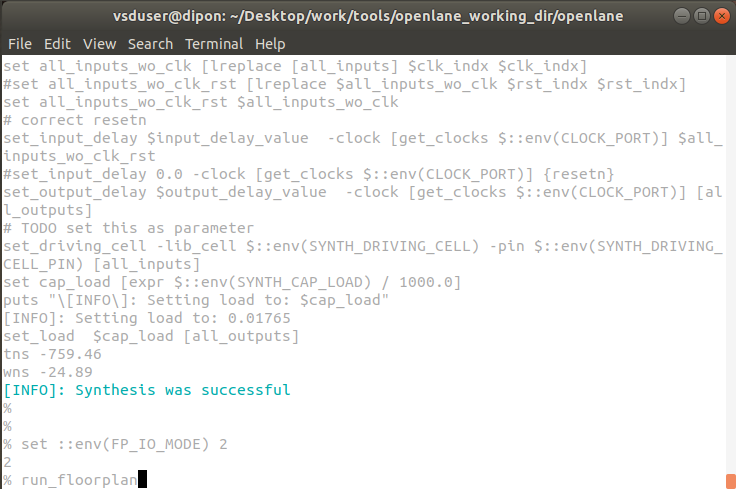 vsduser@dipon: ~/Desktop/work/tools/openlane_working_dir/openlane
File Edit View Search Terminal Help
set all_inputs_wo_clk [lreplace [all_inputs] $clk_indx $clk_indx]
#set all_inputs_wo_clk_rst [lreplace $all_inputs_wo_clk $rst_indx $rst_indx]
set all_inputs_wo_clk_rst $all_inputs_wo_clk
# correct resetn
set_input_delay $input_delay_value  -clock [get_clocks $::env(CLOCK_PORT)] $all_
inputs_wo_clk_rst
#set_input_delay 0.0 -clock [get_clocks $::env(CLOCK_PORT)] {resetn}
set_output_delay $output_delay_value  -clock [get_clocks $::env(CLOCK_PORT)] [al
l_outputs]
# TODO set this as parameter
set_driving_cell -lib_cell $::env(SYNTH_DRIVING_CELL) -pin $::env(SYNTH_DRIVING_
CELL_PIN) [all_inputs]
set cap_load [expr $::env(SYNTH_CAP_LOAD) / 1000.0]
puts "\[INFO\]: Setting load to: $cap_load"
[INFO]: Setting load to: 0.01765
set_load  $cap_load [all_outputs]
tns -759.46
wns -24.89
[INFO]: Synthesis was successful
%
%
% set ::env(FP_IO_MODE) 2
2
% run_floorplan